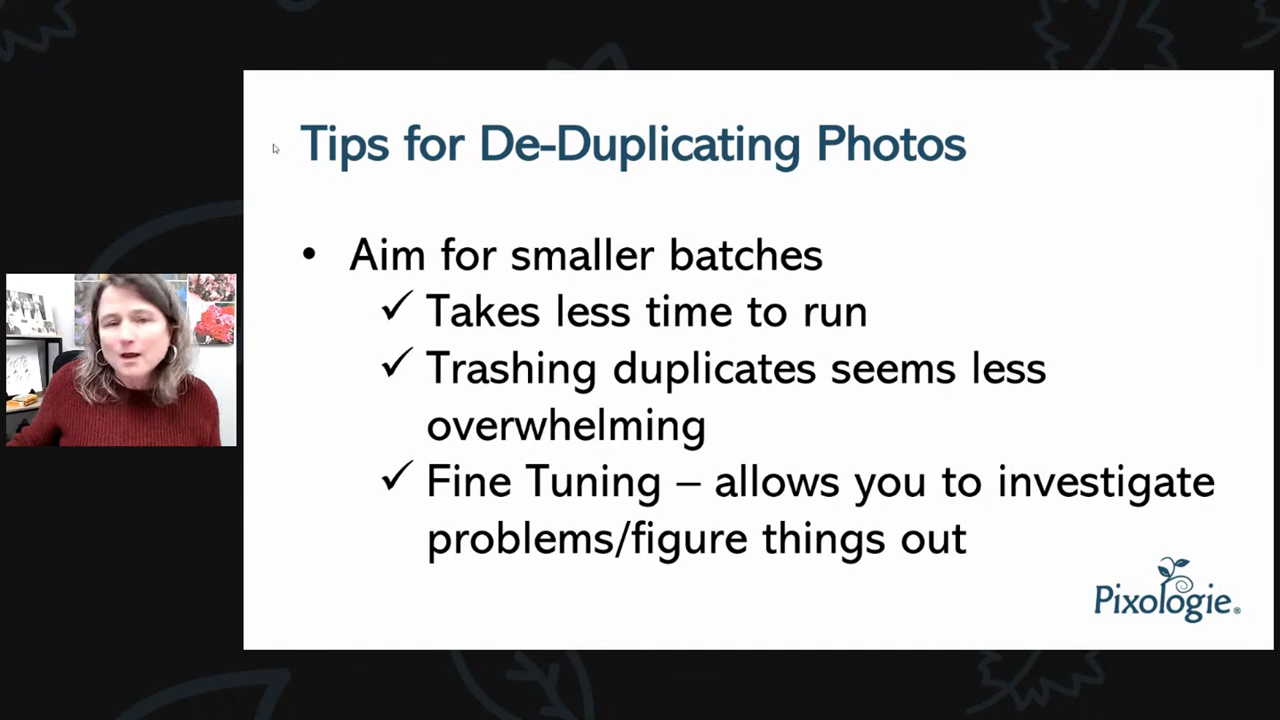 Tips for De-Duplicating Photos
• Aim for smaller batches
✓ Takes less time to run
✓ Trashing duplicates seems less
overwhelming
✓ Fine Tuning – allows you to investigate
problems/figure things out
Pixologie®